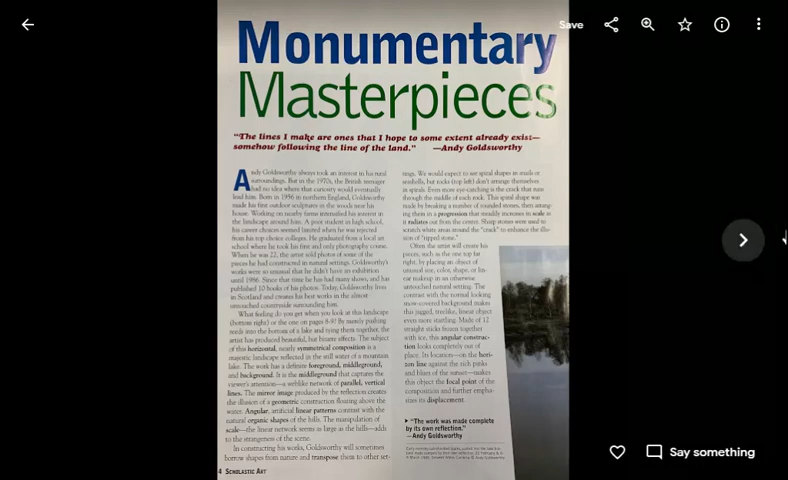 Save
Monumentary
Masterpieces
"The lines I make are ones that I hope to some extent already exist—
somehow following the line of the land." —Andy Goldsworthy
Andy Goldsworthy always took an interest in his rural
surroundings. But in the 1970s, the British teenager
had no idea where that curiosity would eventually
lead him. Born in 1956 in northern England, Goldsworthy
made his first outdoor sculptures in the woods near his
house. Working on nearby farms intensified his interest in
the landscape around him. A poor student in high school,
his career choices seemed limited when he was rejected
from his top choice colleges. He graduated from a local art
school where he took his first and only photography course.
When he was 22, the artist sold photos of some of the
pieces he had constructed in natural settings. Goldsworthy's
works were so unusual that he didn't have an exhibition
until 1986. Since that time he has had many shows, and has
published 10 books of his photos. Today, Goldsworthy lives
in Scotland and creates his best works in the almost
untouched countryside surrounding him.
What feeling do you get when you look at this landscape
(bottom right) or the one on pages 8-9? By merely pushing
reeds into the bottom of a lake and tying them together, the
artist has produced beautiful, but bizarre effects. The subject
of this horizontal, nearly symmetrical composition is a
majestic landscape reflected in the still water of a mountain
lake. The work has a definite foreground, middleground,
and background. It is the middleground that captures the
viewer's attention—a weblike network of parallel, vertical
lines. The mirror image produced by the reflection creates
the illusion of a geometric construction floating above the
water. Angular, artificial linear patterns contrast with the
natural organic shapes of the hills. The manipulation of
scale—the linear network seems as large as the hills—adds
to the strangeness of the scene.
In constructing his works, Goldsworthy will sometimes
borrow shapes from nature and transpose them to other set-
tings. We would expect to see spiral shapes in snails or
seashells, but rocks (top left) don't arrange themselves
in spirals. Even more eye-catching is the crack that runs
through the middle of each rock. This spiral shape was
made by breaking a number of rounded stones, then arrang-
ing them in a progression that steadily increases in scale as
it radiates out from the center. Sharp stones were used to
scratch white areas around the "crack" to enhance the illu-
sion of "ripped stone."
Often the artist will create his
pieces, such as the one top far
right, by placing an object of
unusual size, color, shape, or lin-
ear makeup in an otherwise
untouched natural setting. The
contrast with the normal looking
snow-covered background makes
this jagged, treelike, linear object
even more startling. Made of 12
straight sticks frozen together
with ice, this angular construc-
tion looks completely out of
place. Its location—on the hori-
zon line against the rich pinks
and blues of the sunset—makes
this object the focal point of the
composition and further empha-
sizes its displacement.
"The work was made complete
by its own reflection."
—Andy Goldsworthy
4 SCHOLASTIC ART
Say something